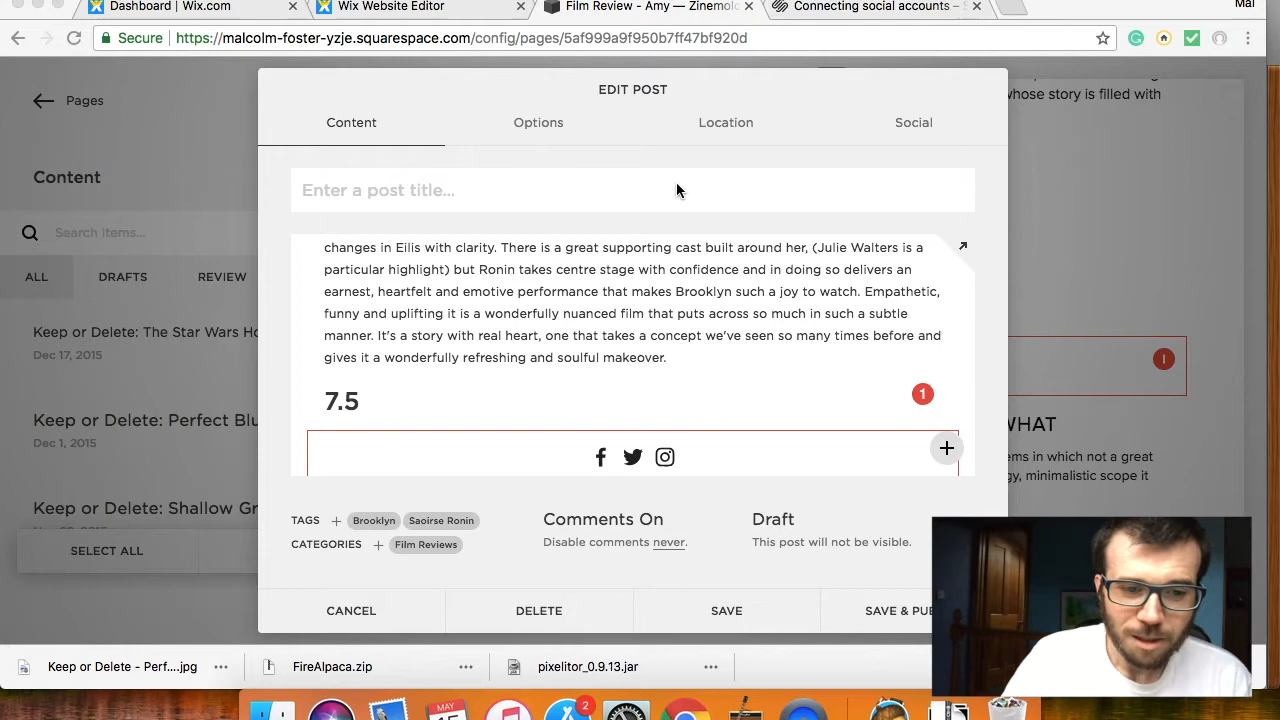 Dashboard | Wix.com
Wix Website Editor
Film Review - Amy — Zinemol
Connecting social accounts –
Mal
Secure
https://malcolm-foster-yzje.squarespace.com/config/pages/5af999a9f950b7ff47bf920d
Pages
EDIT POST
whose story is filled with
Content
Options
Location
Social
Content
Enter a post title...
Search items...
changes in Eilis with clarity. There is a great supporting cast built around her, (Julie Walters is a
particular highlight) but Ronin takes centre stage with confidence and in doing so delivers an
earnest, heartfelt and emotive performance that makes Brooklyn such a joy to watch. Empathetic,
funny and uplifting it is a wonderfully nuanced film that puts across so much in such a subtle
manner. It's a story with real heart, one that takes a concept we've seen so many times before and
gives it a wonderfully refreshing and soulful makeover.
ALL
DRAFTS
REVIEW
Keep or Delete: The Star Wars Ho
Dec 17, 2015
7.5
1
Keep or Delete: Perfect Blu
Dec 1, 2015
WHAT
ems in which not a great
gy, minimalistic scope it
Keep or Delete: Shallow Gr
SELECT ALL
TAGS + Brooklyn Saoirse Ronin
CATEGORIES + Film Reviews
Comments On
Disable comments never.
Draft
This post will not be visible.
CANCEL
DELETE
SAVE
SAVE & PU
Keep or Delete - Perf....jpg
FireAlpaca.zip
pixelitor_0.9.13.jar
MAY
2